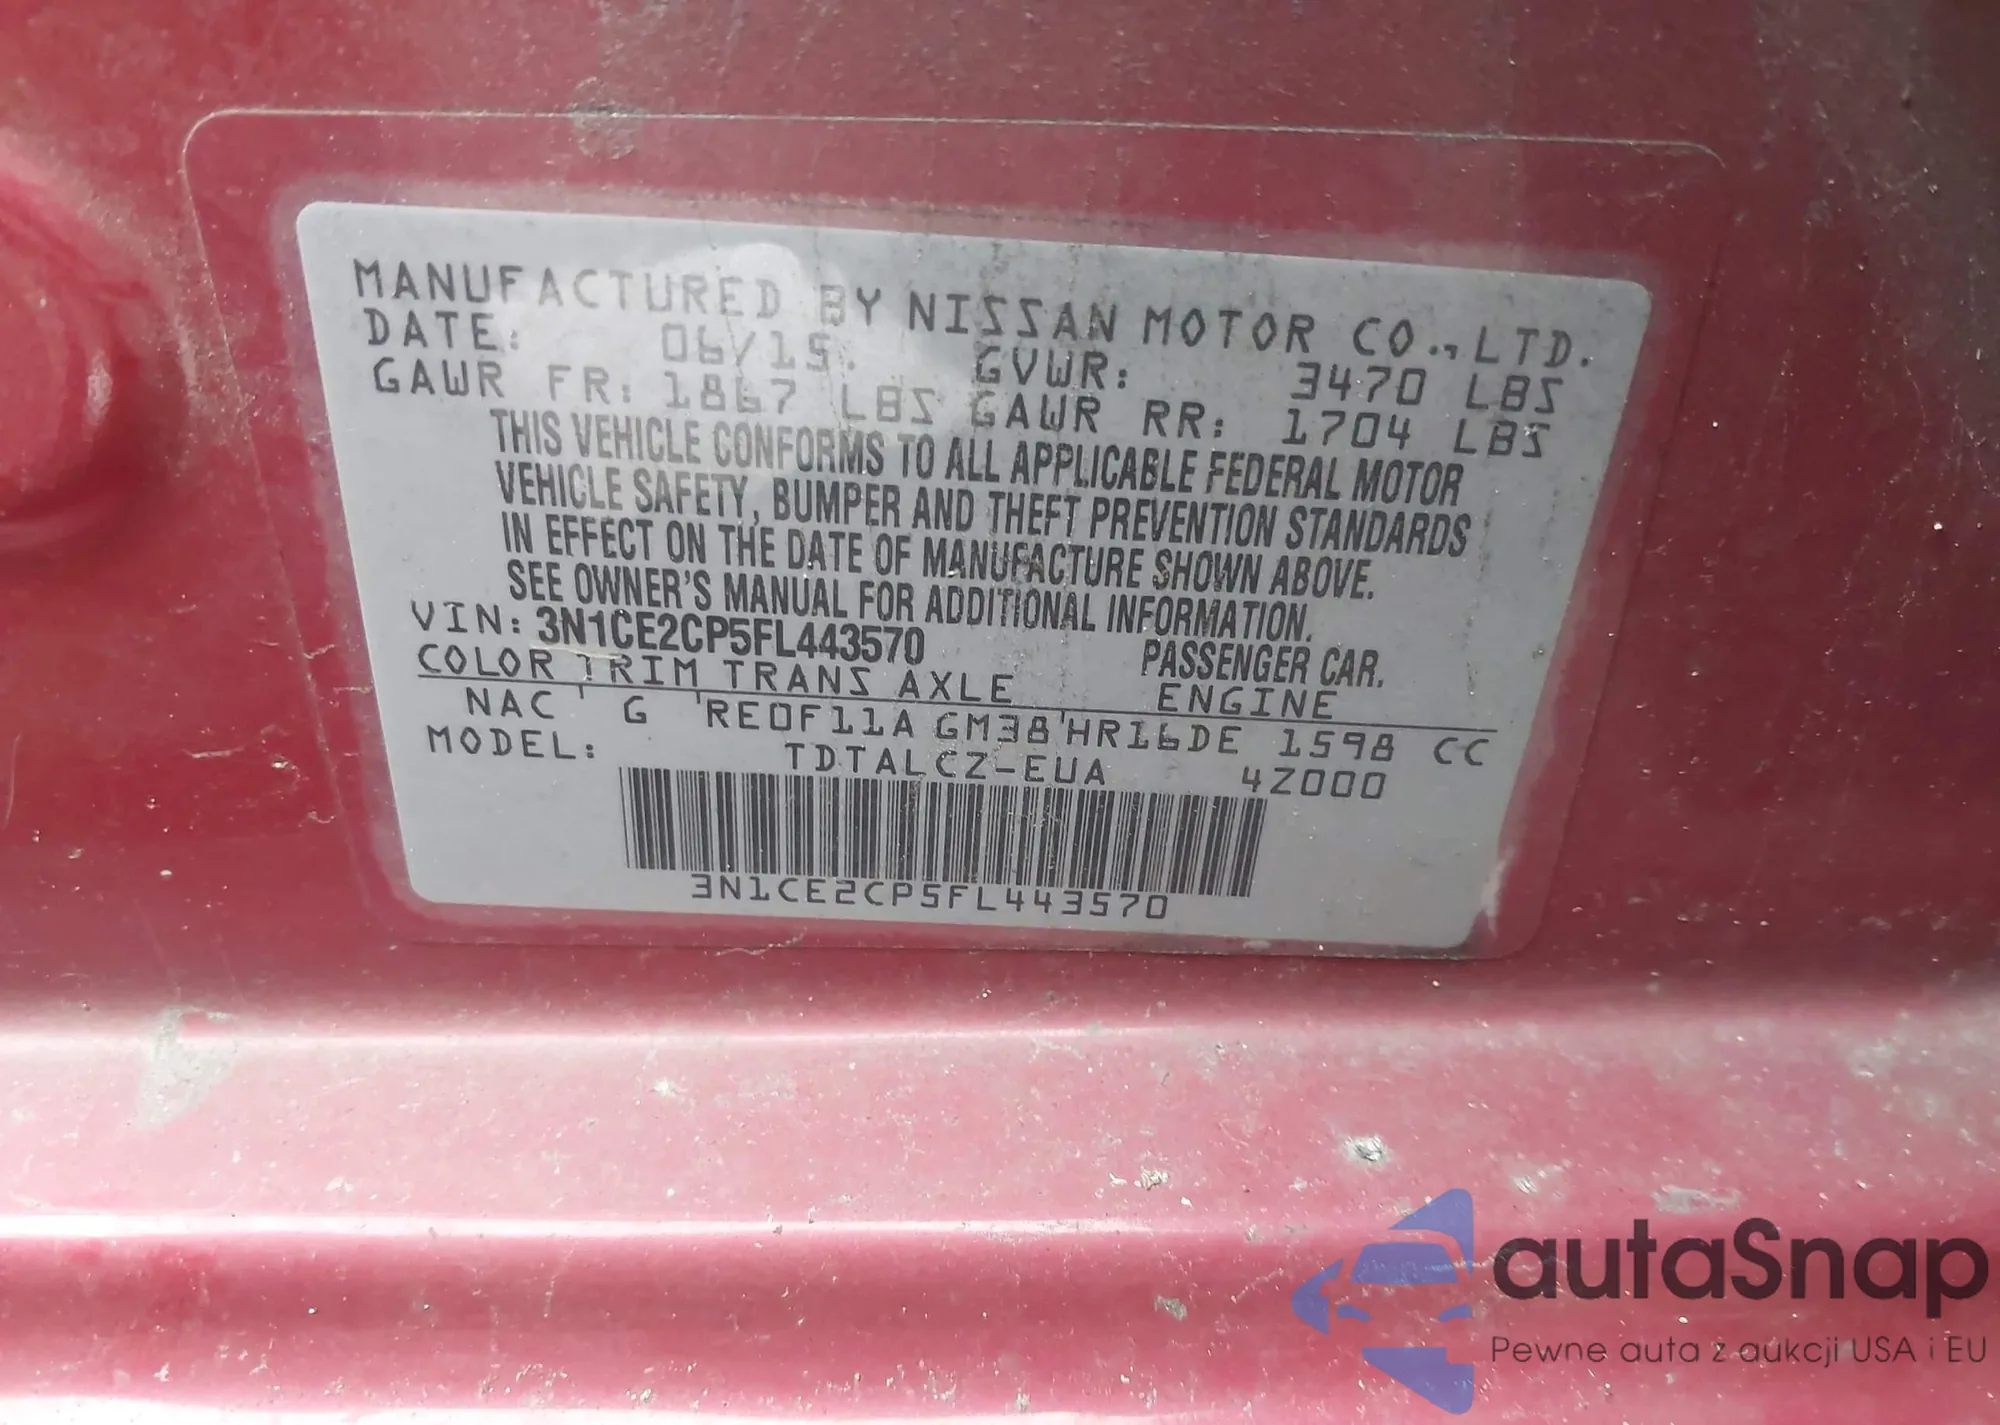 MANUFACTURED BY NISSAN MOTOR CO., LTD.
DATE: 06/15. GVWR: 3470 LBS
GAWR FR: 1867 LBS GAWR RR: 1704 LBS
THIS VEHICLE CONFORMS TO ALL APPLICABLE FEDERAL MOTOR
VEHICLE SAFETY, BUMPER AND THEFT PREVENTION STANDARDS
IN EFFECT ON THE DATE OF MANUFACTURE SHOWN ABOVE.
SEE OWNER'S MANUAL FOR ADDITIONAL INFORMATION.
VIN: 3N1CE2CP5FL443570 PASSENGER CAR.
COLOR TRIM TRANS AXLE ENGINE
NAC G RE0F11A GM38 HR16DE 1598 CC
MODEL: TDTALCZ-EUA 4Z000
3N1CE2CP5FL443570
autaSnap
Pewne auta z aukcji USA i EU